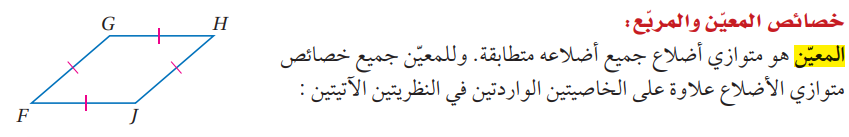 خصائص المعيّن والمربّع:
المعيّن هو متوازي أضلاع جميع أضلاعه متطابقة. وللمعيّن جميع خصائص
متوازي الأضلاع علاوة على الخاصيتين الواردتين في النظريتين الآتيتين :
G H
F J